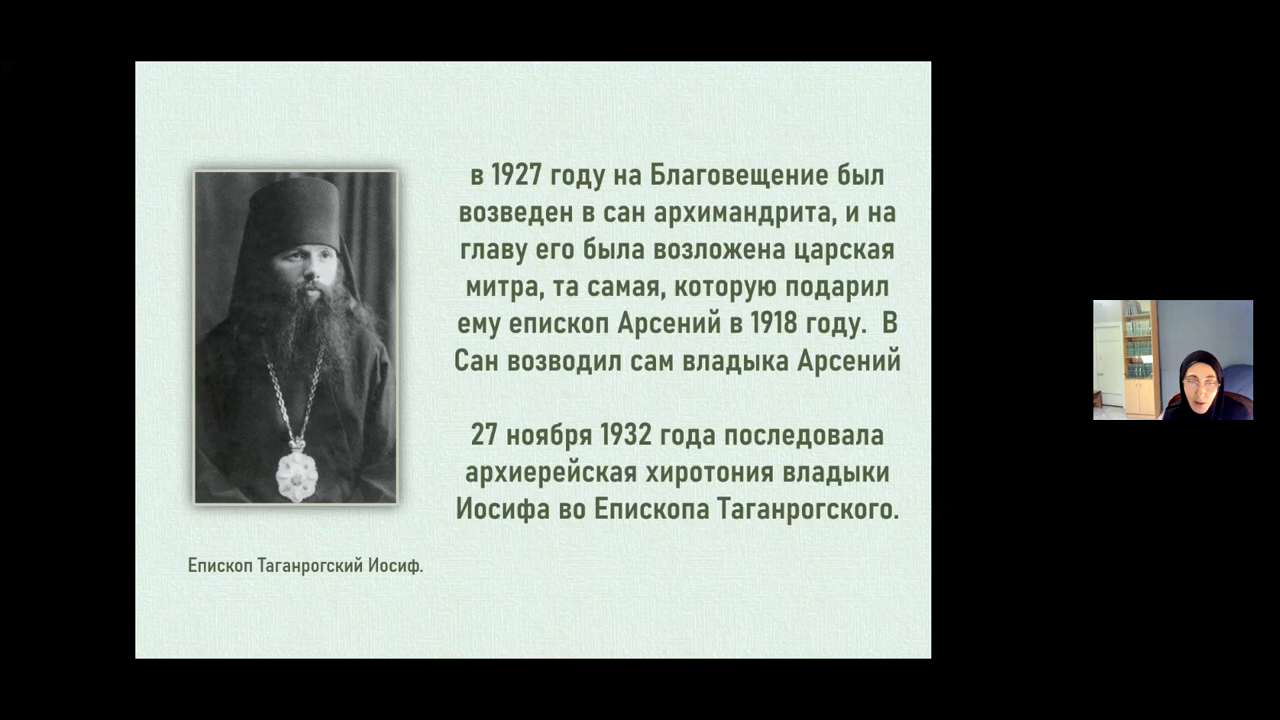 в 1927 году на Благовещение был
возведен в сан архимандрита, и на
главу его была возложена царская
митра, та самая, которую подарил
ему епископ Арсений в 1918 году.  В
Сан возводил сам владыка Арсений
27 ноября 1932 года последовала
архиерейская хиротония владыки
Иосифа во Епископа Таганрогского.
Епископ Таганрогский Иосиф.